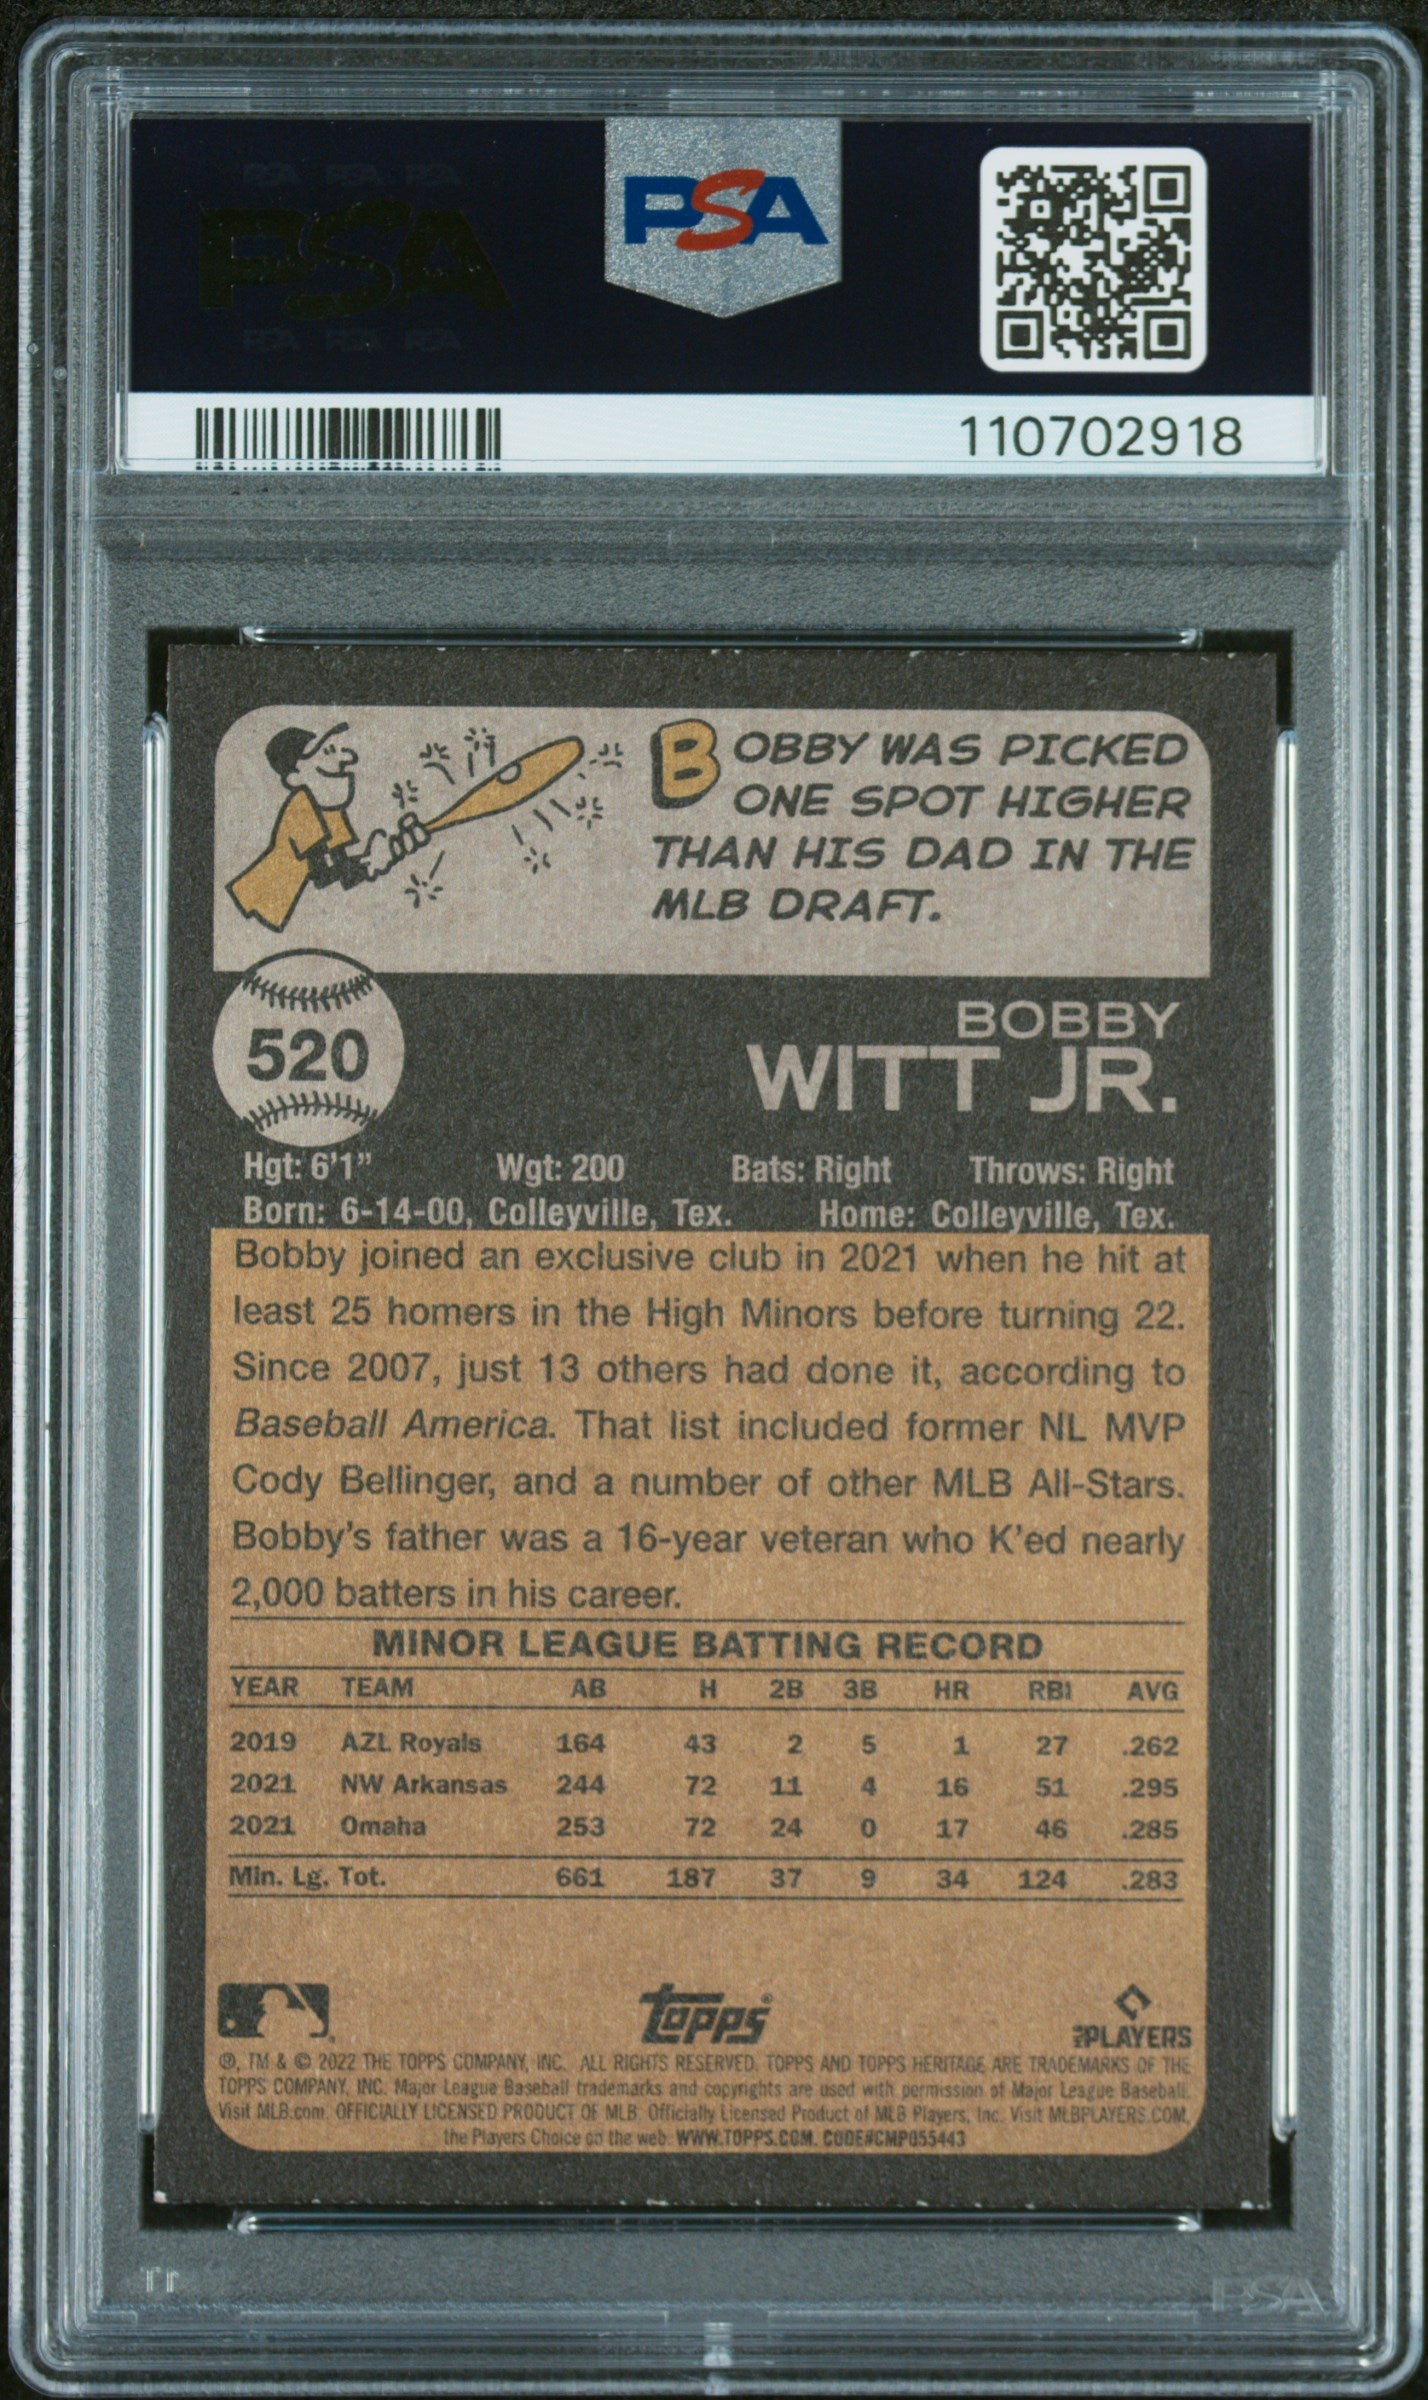 PSA PSA PSA
PSA
PSA PSA PSA
PSA
110702918
BOBBY WAS PICKED
ONE SPOT HIGHER
THAN HIS DAD IN THE
MLB DRAFT.
520
BOBBY
WITT JR.
Hgt: 6'1" Wgt: 200 Bats: Right Throws: Right
Born: 6-14-00, Colleyville, Tex. Home: Colleyville, Tex.
Bobby joined an exclusive club in 2021 when he hit at
least 25 homers in the High Minors before turning 22.
Since 2007, just 13 others had done it, according to
Baseball America. That list included former NL MVP
Cody Bellinger, and a number of other MLB All-Stars.
Bobby's father was a 16-year veteran who K'ed nearly
2,000 batters in his career.
MINOR LEAGUE BATTING RECORD
YEAR TEAM AB H 2B 3B HR RBI AVG
2019 AZL Royals 164 43 2 5 1 27 .262
2021 NW Arkansas 244 72 11 4 16 51 .295
2021 Omaha 253 72 24 0 17 46 .285
Min. Lg. Tot. 661 187 37 9 34 124 .283
topps®
PLAYERS
®, TM & © 2022 THE TOPPS COMPANY, INC. ALL RIGHTS RESERVED. TOPPS AND TOPPS HERITAGE ARE TRADEMARKS OF THE
TOPPS COMPANY, INC. Major League Baseball trademarks and copyrights are used with permission of Major League Baseball.
Visit MLB.com. OFFICIALLY LICENSED PRODUCT OF MLB Officially Licensed Product of MLB Players, Inc. Visit MLBPLAYERS.COM,
the Players Choice on the web. WWW.TOPPS.COM. CODE#CMP055443
PSA